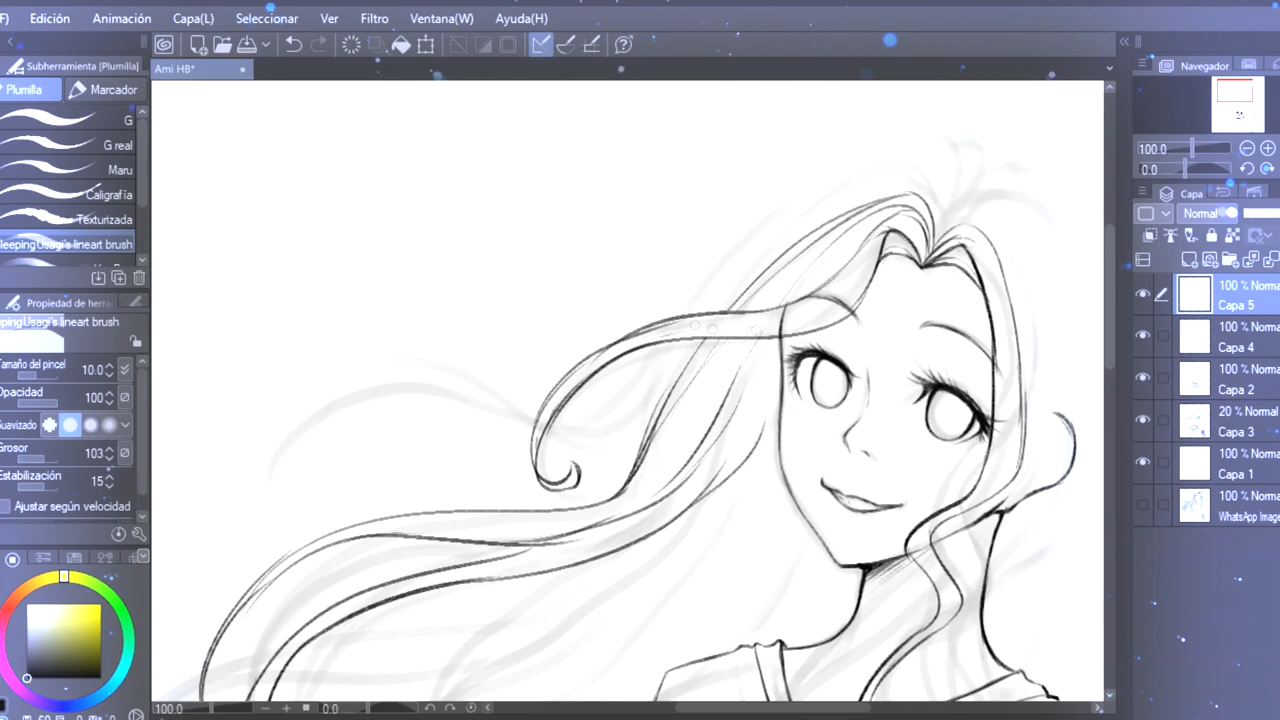 F) Edición Animación Capa(L) Seleccionar Ver Filtro Ventana(W) Ayuda(H)
Subherramienta [Plumilla]
Plumilla Marcador
G
G real
Maru
Caligrafía
Texturizada
leepingUsagi's lineart brush
Propiedad de herra
epingUsagi's lineart brush
Tamaño del pincel 10.0
Opacidad 100
Suavizado
Grosor 103
Estabilización 15
Ajustar según velocidad
Ami HB*
100.0 0.0
Navegador
100.0
0.0
Capa
Normal
100 % Norma
Capa 5
100 % Norma
Capa 4
100 % Norma
Capa 2
20 % Normal
Capa 3
100 % Norma
Capa 1
100 % Norma
WhatsApp Image